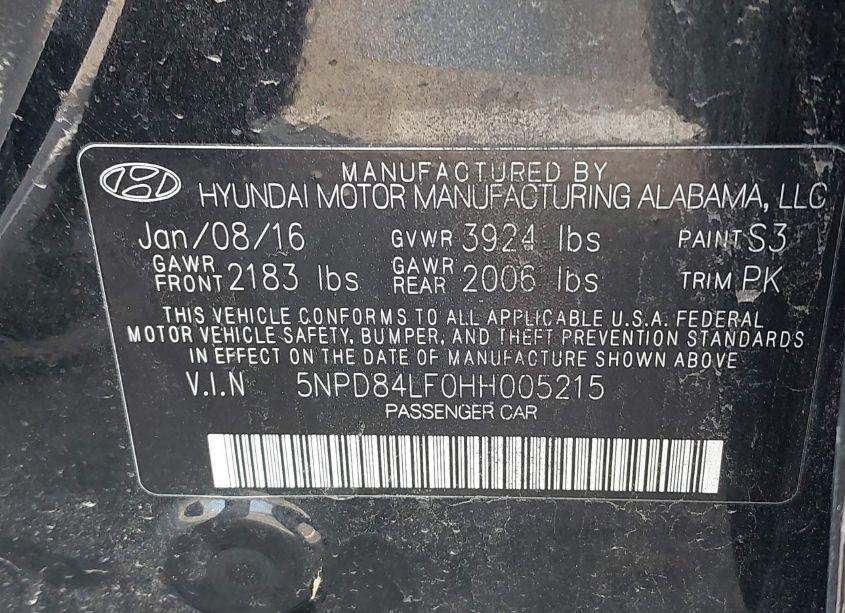 MANUFACTURED BY
HYUNDAI MOTOR MANUFACTURING ALABAMA, LLC
Jan/08/16 GVWR 3924 lbs PAINT S3
GAWR FRONT 2183 lbs GAWR REAR 2006 lbs TRIM PK
THIS VEHICLE CONFORMS TO ALL APPLICABLE U.S.A. FEDERAL
MOTOR VEHICLE SAFETY, BUMPER, AND THEFT PREVENTION STANDARDS
IN EFFECT ON THE DATE OF MANUFACTURE SHOWN ABOVE
V.I.N 5NPD84LF0HH005215
PASSENGER CAR